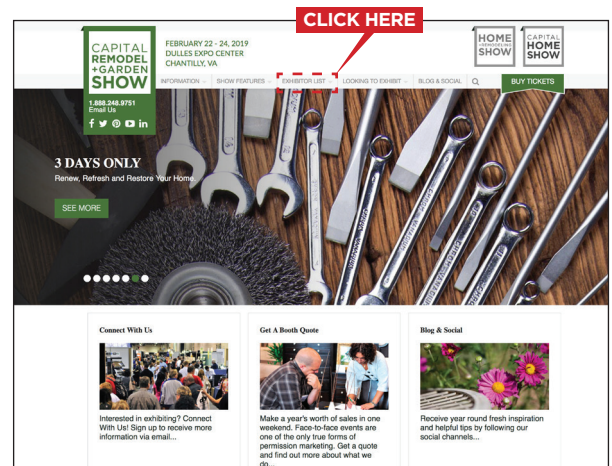 CLICK HERE
CAPITAL
REMODEL
+GARDEN
SHOW
FEBRUARY 22 - 24, 2019
DULLES EXPO CENTER
CHANTILLY, VA
HOME
+REMODELING
SHOW
CAPITAL
HOME
SHOW
INFORMATION
SHOW FEATURES
EXHIBITOR LIST
LOOKING TO EXHIBIT
BLOG & SOCIAL
BUY TICKETS
1.888.248.9751
Email Us
3 DAYS ONLY
Renew, Refresh and Restore Your Home.
SEE MORE
Connect With Us
Interested in exhibiting? Connect
With Us! Sign up to receive more
information via email...
Get A Booth Quote
Make a year's worth of sales in one
weekend. Face-to-face events are
one of the only true forms of
permission marketing. Get a quote
and find out more about what we
do...
Blog & Social
Receive year round fresh inspiration
and helpful tips by following our
social channels...